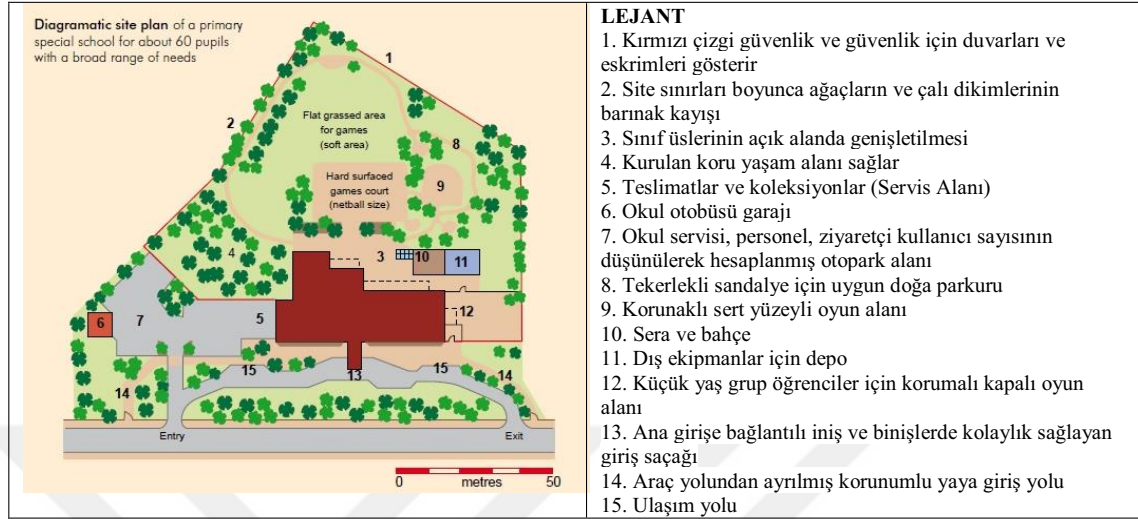 Diagramatic site plan of a primary
special school for about 60 pupils
with a broad range of needs
1
2
Flat grassed area
for games
(soft area)
8
Hard surfaced
games court
(netball size)
9
4
3
10
11
6
7
5
12
15
13
15
14
14
Entry
Exit
0
metres
50
LEJANT
1. Kırmızı çizgi güvenlik ve güvenlik için duvarları ve
eskrimleri gösterir
2. Site sınırları boyunca ağaçların ve çalı dikimlerinin
barınak kayışı
3. Sınıf üslerinin açık alanda genişletilmesi
4. Kurulan koru yaşam alanı sağlar
5. Teslimatlar ve koleksiyonlar (Servis Alanı)
6. Okul otobüsü garajı
7. Okul servisi, personel, ziyaretçi kullanıcı sayısının
düşünülerek hesaplanmış otopark alanı
8. Tekerlekli sandalye için uygun doğa parkuru
9. Korunaklı sert yüzeyli oyun alanı
10. Sera ve bahçe
11. Dış ekipmanlar için depo
12. Küçük yaş grup öğrenciler için korumalı kapalı oyun
alanı
13. Ana girişe bağlantılı iniş ve binişlerde kolaylık sağlayan
giriş saçağı
14. Araç yolundan ayrılmış korunumlu yaya giriş yolu
15. Ulaşım yolu